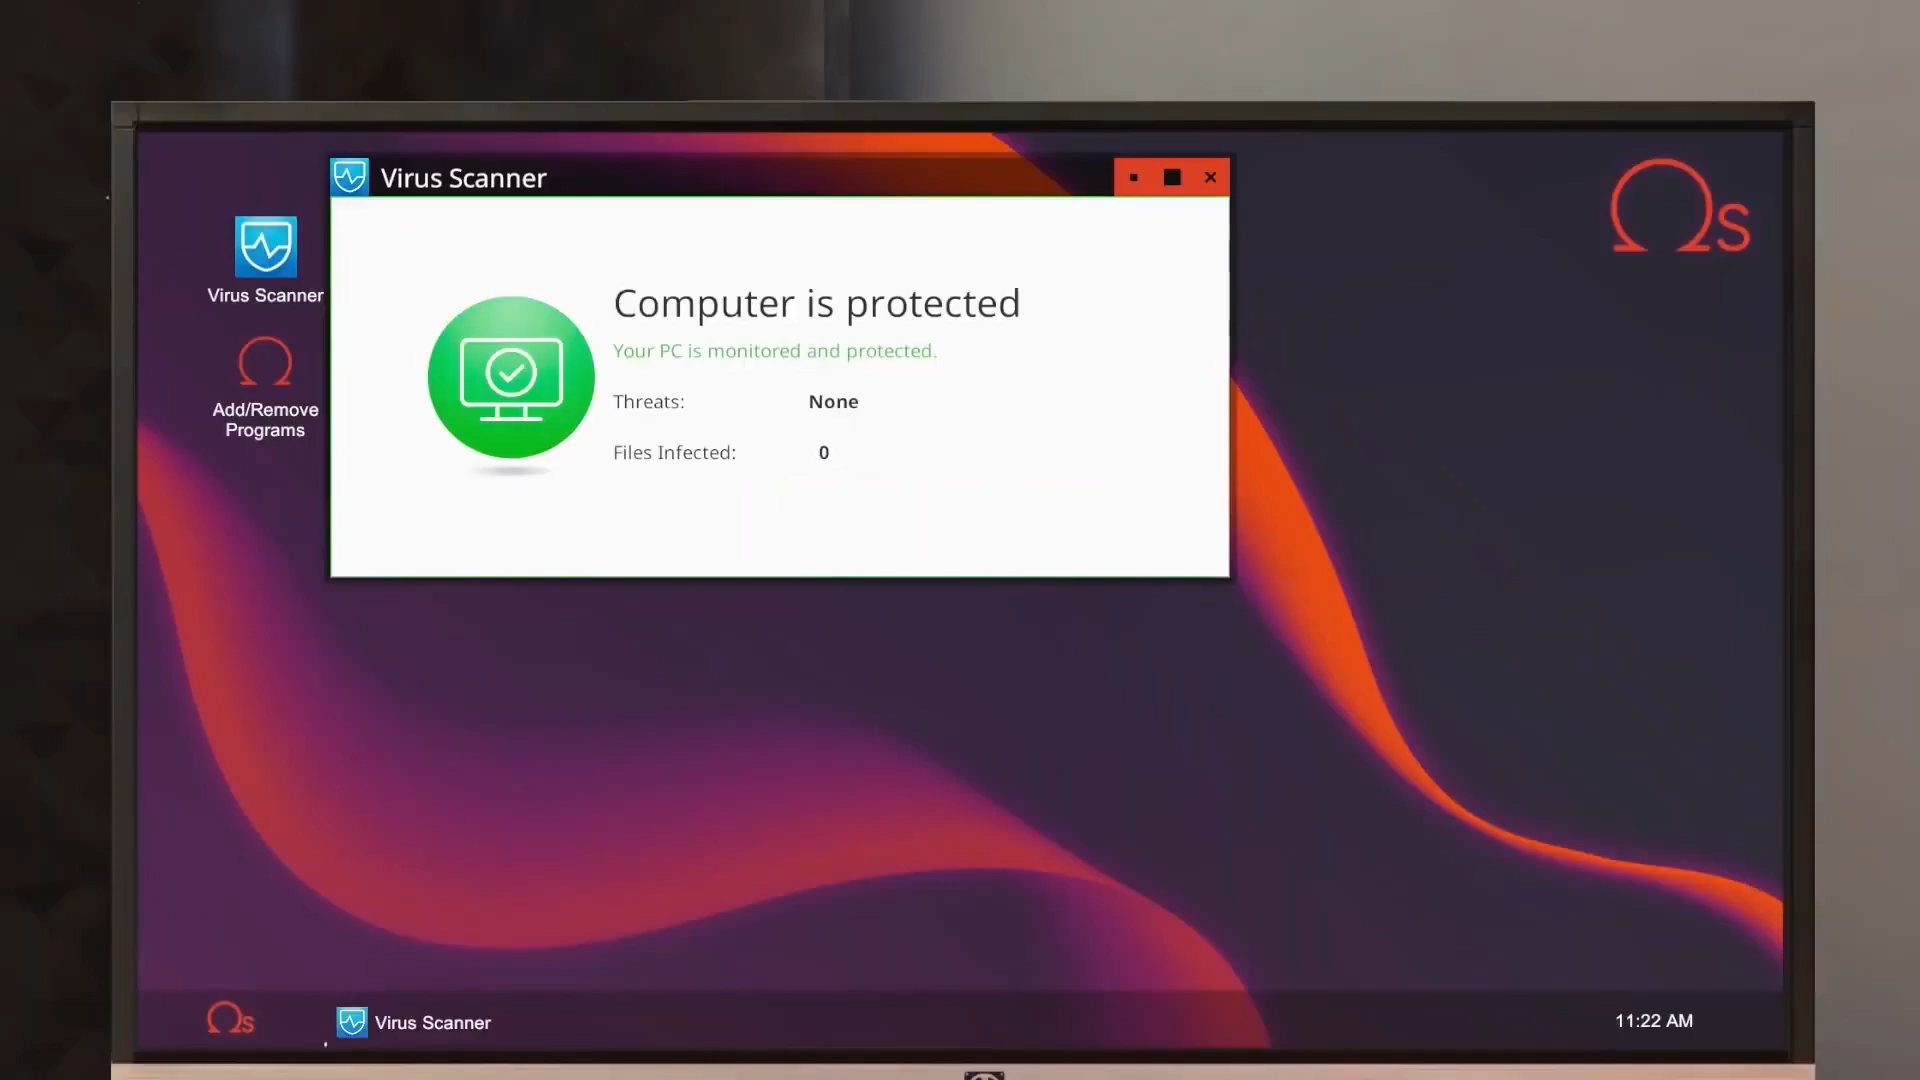 Virus Scanner
Computer is protected
Your PC is monitored and protected.
Threats: None
Files Infected: 0
Virus Scanner
Add/Remove
Programs
Ωs
Ωs
Virus Scanner
11:22 AM